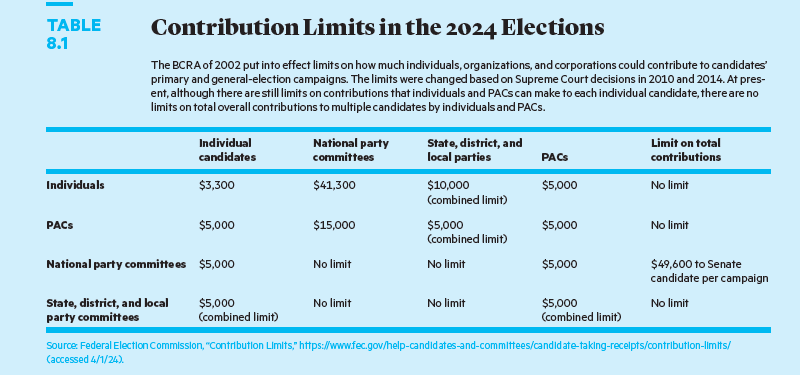 TABLE
8.1
Contribution Limits in the 2024 Elections
The BCRA of 2002 put into effect limits on how much individuals, organizations, and corporations could contribute to candidates’
primary and general-election campaigns. The limits were changed based on Supreme Court decisions in 2010 and 2014. At pres-
ent, although there are still limits on contributions that individuals and PACs can make to each individual candidate, there are no
limits on total overall contributions to multiple candidates by individuals and PACs.
Individual National party State, district, and Limit on total
candidates committees local parties PACs contributions
Individuals $3,300 $41,300 $10,000 $5,000 No limit
(combined limit)
PACs $5,000 $15,000 $5,000 $5,000 No limit
(combined limit)
National party committees $5,000 No limit No limit $5,000 $49,600 to Senate
candidate per campaign
State, district, and local $5,000 No limit No limit $5,000 No limit
party committees (combined limit) (combined limit)
Source: Federal Election Commission, “Contribution Limits,” https://www.fec.gov/help-candidates-and-committees/candidate-taking-receipts/contribution-limits/
(accessed 4/1/24).